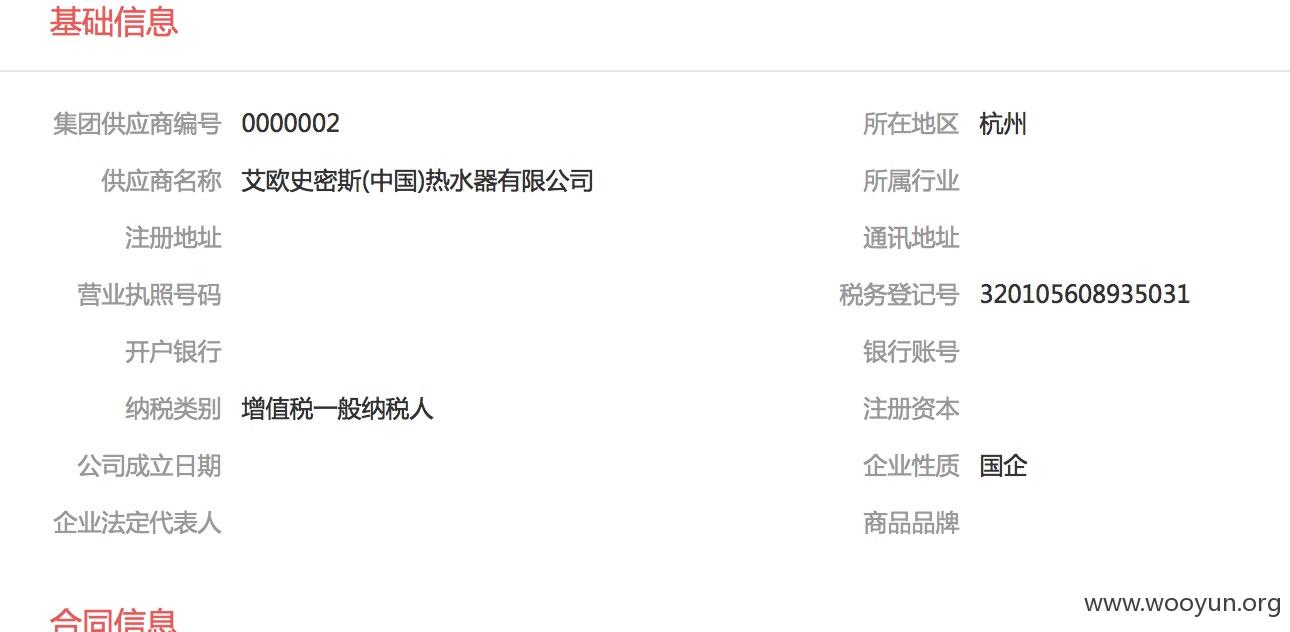 基础信息
集团供应商编号 0000002 所在地区 杭州
供应商名称 艾欧史密斯(中国)热水器有限公司 所属行业
注册地址 通讯地址
营业执照号码 税务登记号 320105608935031
开户银行 银行账号
纳税类别 增值税一般纳税人 注册资本
公司成立日期 企业性质 国企
企业法定代表人 商品品牌
合同信息
www.wooyun.org